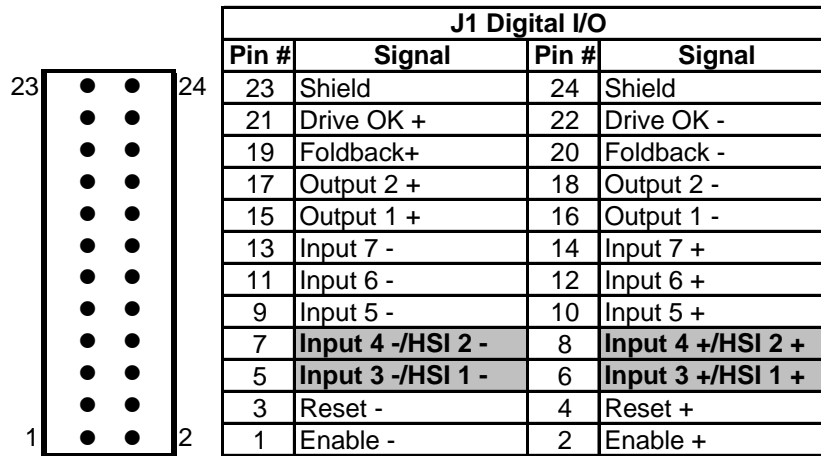 J1 Digital I/O
Pin # Signal Pin # Signal
23 24 23 Shield 24 Shield
21 Drive OK + 22 Drive OK -
19 Foldback+ 20 Foldback -
17 Output 2 + 18 Output 2 -
15 Output 1 + 16 Output 1 -
13 Input 7 - 14 Input 7 +
11 Input 6 - 12 Input 6 +
9 Input 5 - 10 Input 5 +
7 Input 4 -/HSI 2 - 8 Input 4 +/HSI 2 +
5 Input 3 -/HSI 1 - 6 Input 3 +/HSI 1 +
3 Reset - 4 Reset +
1 2 1 Enable - 2 Enable +